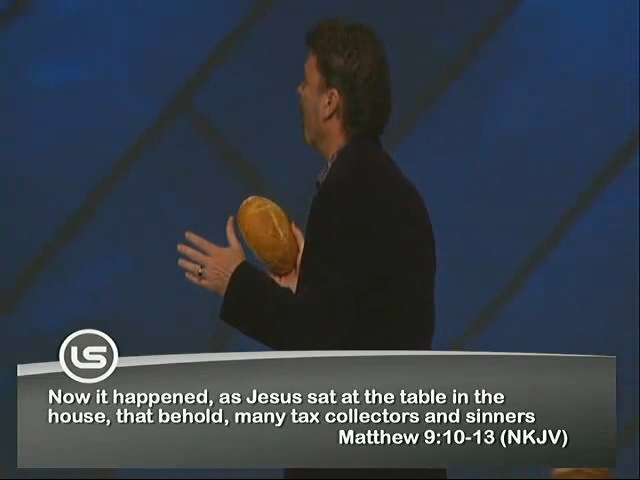 LS
Now it happened, as Jesus sat at the table in the
house, that behold, many tax collectors and sinners
Matthew 9:10-13 (NKJV)